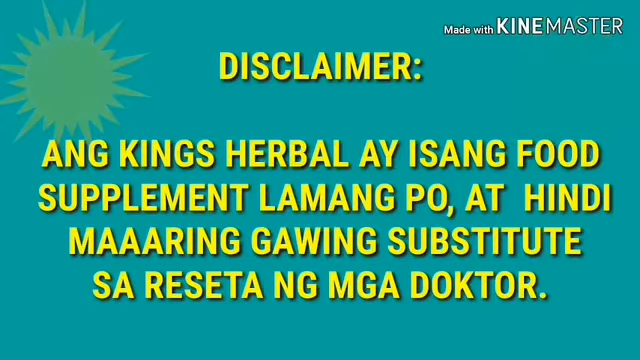 Made with KINEMASTER
DISCLAIMER:
ANG KINGS HERBAL AY ISANG FOOD
SUPPLEMENT LAMANG PO, AT HINDI
MAAARING GAWING SUBSTITUTE
SA RESETA NG MGA DOKTOR.